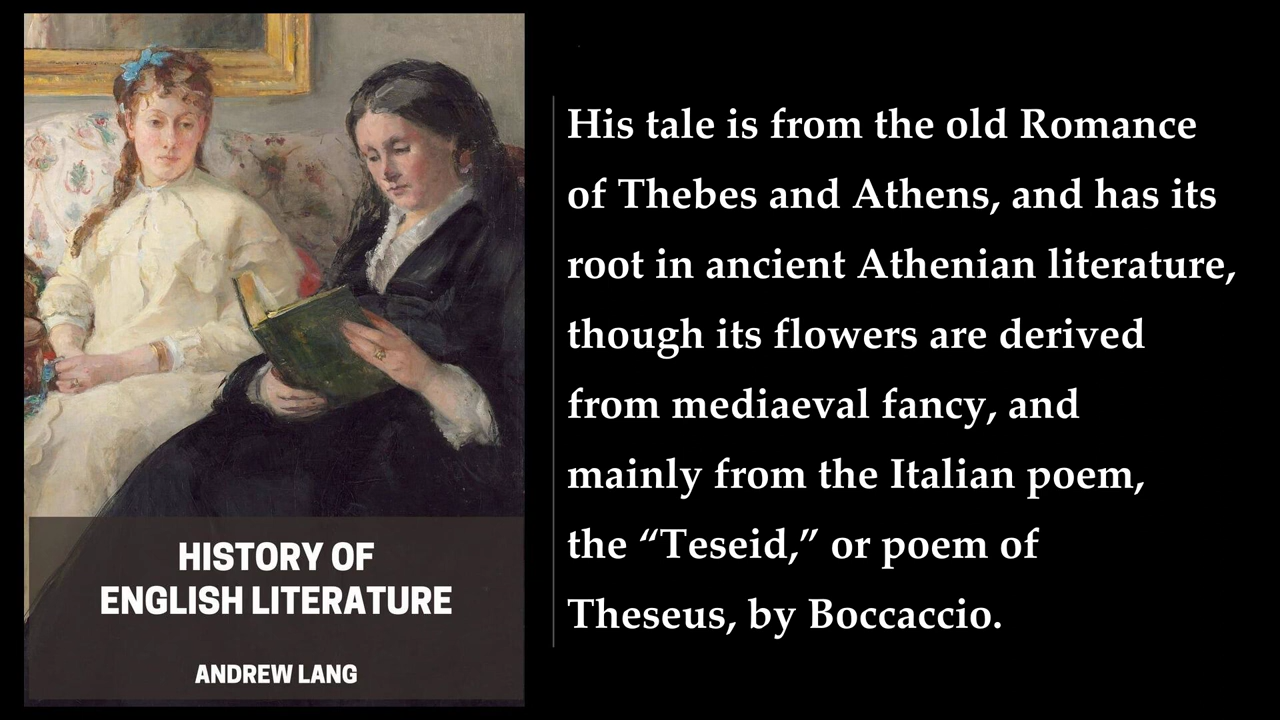 HISTORY OF
ENGLISH LITERATURE
ANDREW LANG
His tale is from the old Romance
of Thebes and Athens, and has its
root in ancient Athenian literature,
though its flowers are derived
from mediaeval fancy, and
mainly from the Italian poem,
the “Teseid,” or poem of
Theseus, by Boccaccio.